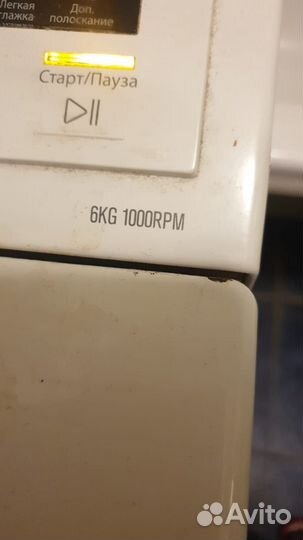 Легкая глажка
Доп. полоскание
Старт/Пауза
6KG 1000RPM
Avito